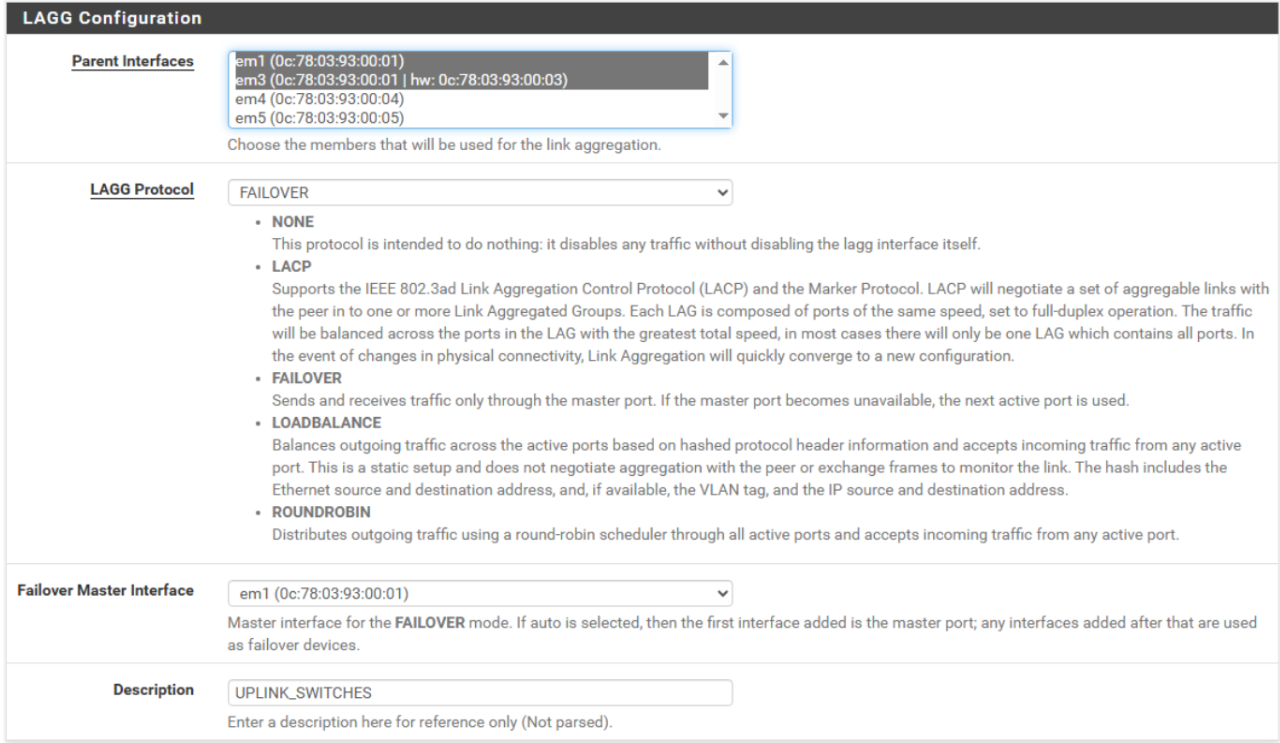 LAGG Configuration
Parent Interfaces
em1 (0c:78:03:93:00:01)
em3 (0c:78:03:93:00:01 | hw: 0c:78:03:93:00:03)
em4 (0c:78:03:93:00:04)
em5 (0c:78:03:93:00:05)
Choose the members that will be used for the link aggregation.
LAGG Protocol
FAILOVER
• NONE
This protocol is intended to do nothing: it disables any traffic without disabling the lagg interface itself.
• LACP
Supports the IEEE 802.3ad Link Aggregation Control Protocol (LACP) and the Marker Protocol. LACP will negotiate a set of aggregable links with
the peer in to one or more Link Aggregated Groups. Each LAG is composed of ports of the same speed, set to full-duplex operation. The traffic
will be balanced across the ports in the LAG with the greatest total speed, in most cases there will only be one LAG which contains all ports. In
the event of changes in physical connectivity, Link Aggregation will quickly converge to a new configuration.
• FAILOVER
Sends and receives traffic only through the master port. If the master port becomes unavailable, the next active port is used.
• LOADBALANCE
Balances outgoing traffic across the active ports based on hashed protocol header information and accepts incoming traffic from any active
port. This is a static setup and does not negotiate aggregation with the peer or exchange frames to monitor the link. The hash includes the
Ethernet source and destination address, and, if available, the VLAN tag, and the IP source and destination address.
• ROUNDROBIN
Distributes outgoing traffic using a round-robin scheduler through all active ports and accepts incoming traffic from any active port.
Failover Master Interface
em1 (0c:78:03:93:00:01)
Master interface for the FAILOVER mode. If auto is selected, then the first interface added is the master port; any interfaces added after that are used
as failover devices.
Description
UPLINK_SWITCHES
Enter a description here for reference only (Not parsed).